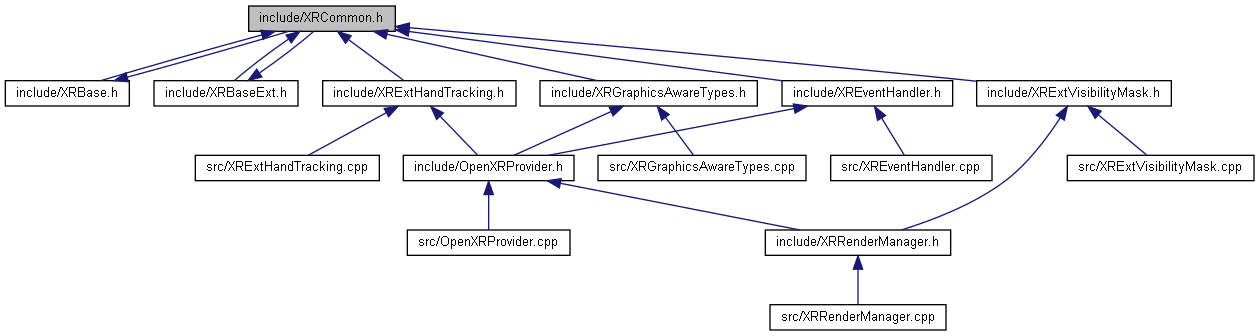 include/XRCommon.h
include/XRBase.h
include/XRBaseExt.h
include/XRExtHandTracking.h
include/XRGraphicsAwareTypes.h
include/XREventHandler.h
include/XRExtVisibilityMask.h
src/XRExtHandTracking.cpp
include/OpenXRProvider.h
src/XRGraphicsAwareTypes.cpp
src/XREventHandler.cpp
src/XRExtVisibilityMask.cpp
src/OpenXRProvider.cpp
include/XRRenderManager.h
src/XRRenderManager.cpp